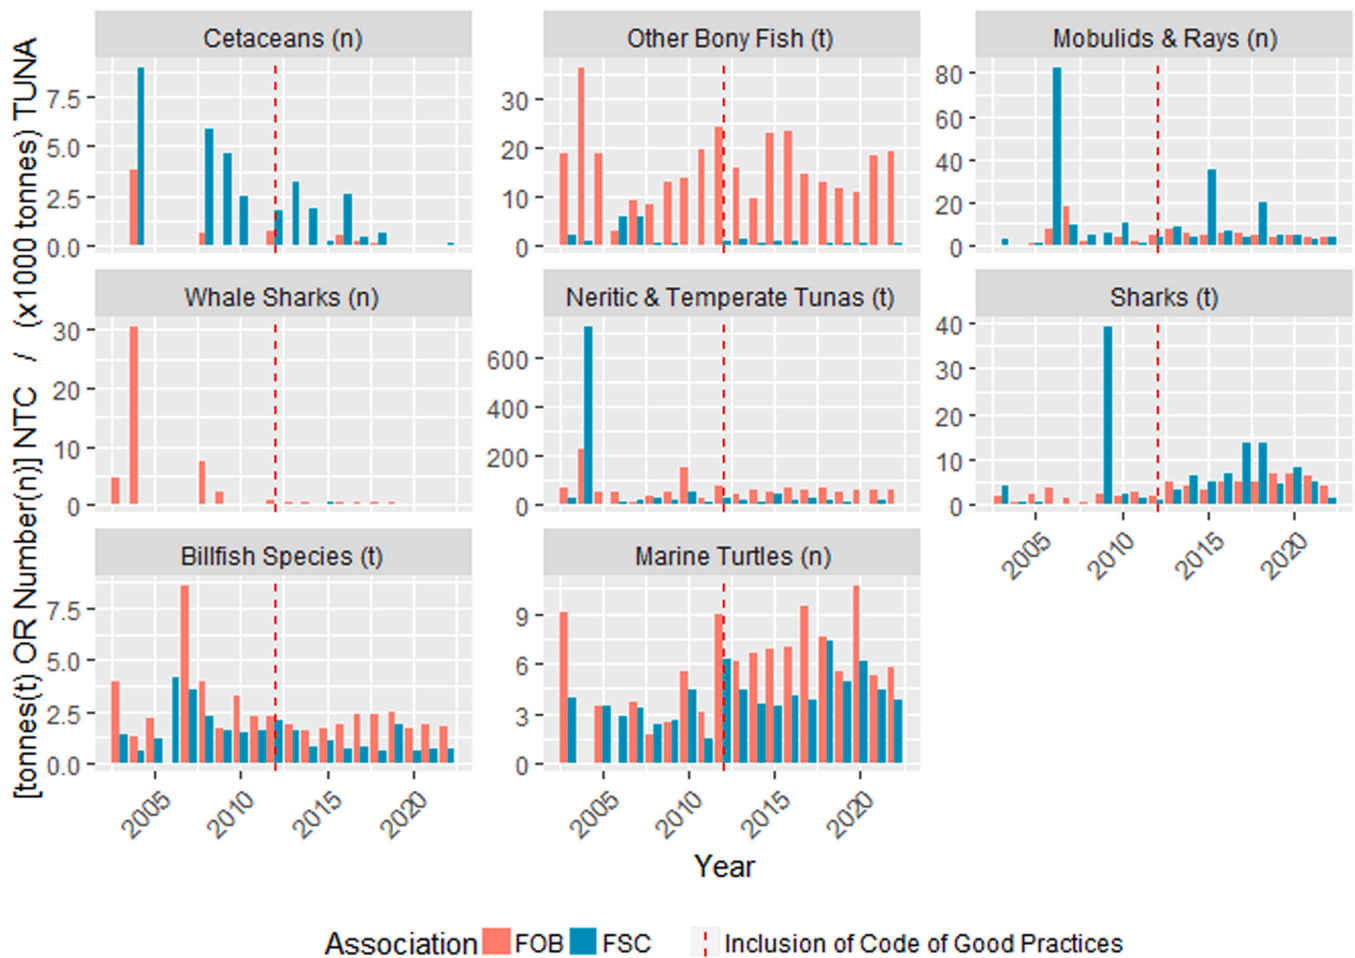 [tonnes(t) OR Number(n)] NTC / (x1000 tonnes) TUNA
Cetaceans (n)
7.5
5.0
2.5
0.0
Other Bony Fish (t)
30
20
10
0
Mobulids & Rays (n)
80
60
40
20
0
Whale Sharks (n)
30
20
10
0
Neritic & Temperate Tunas (t)
600
400
200
0
Sharks (t)
40
30
20
10
0
2005 2010 2015 2020
Billfish Species (t)
7.5
5.0
2.5
0.0
2005 2010 2015 2020
Marine Turtles (n)
9
6
3
0
2005 2010 2015 2020
Year
Association FOB FSC Inclusion of Code of Good Practices